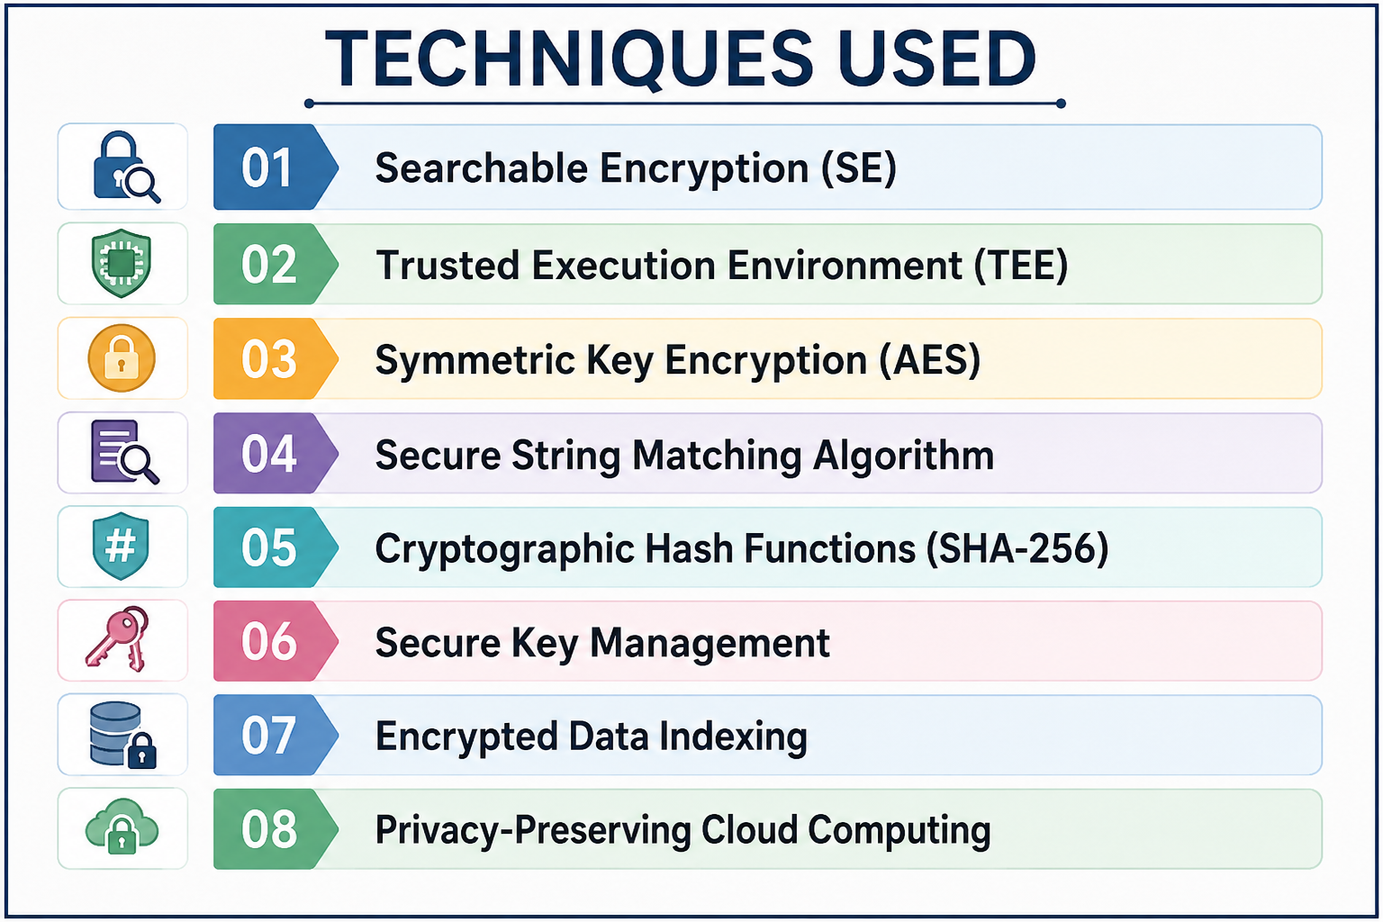 TECHNIQUES USED
01 Searchable Encryption (SE)
02 Trusted Execution Environment (TEE)
03 Symmetric Key Encryption (AES)
04 Secure String Matching Algorithm
# 05 Cryptographic Hash Functions (SHA-256)
06 Secure Key Management
07 Encrypted Data Indexing
08 Privacy-Preserving Cloud Computing